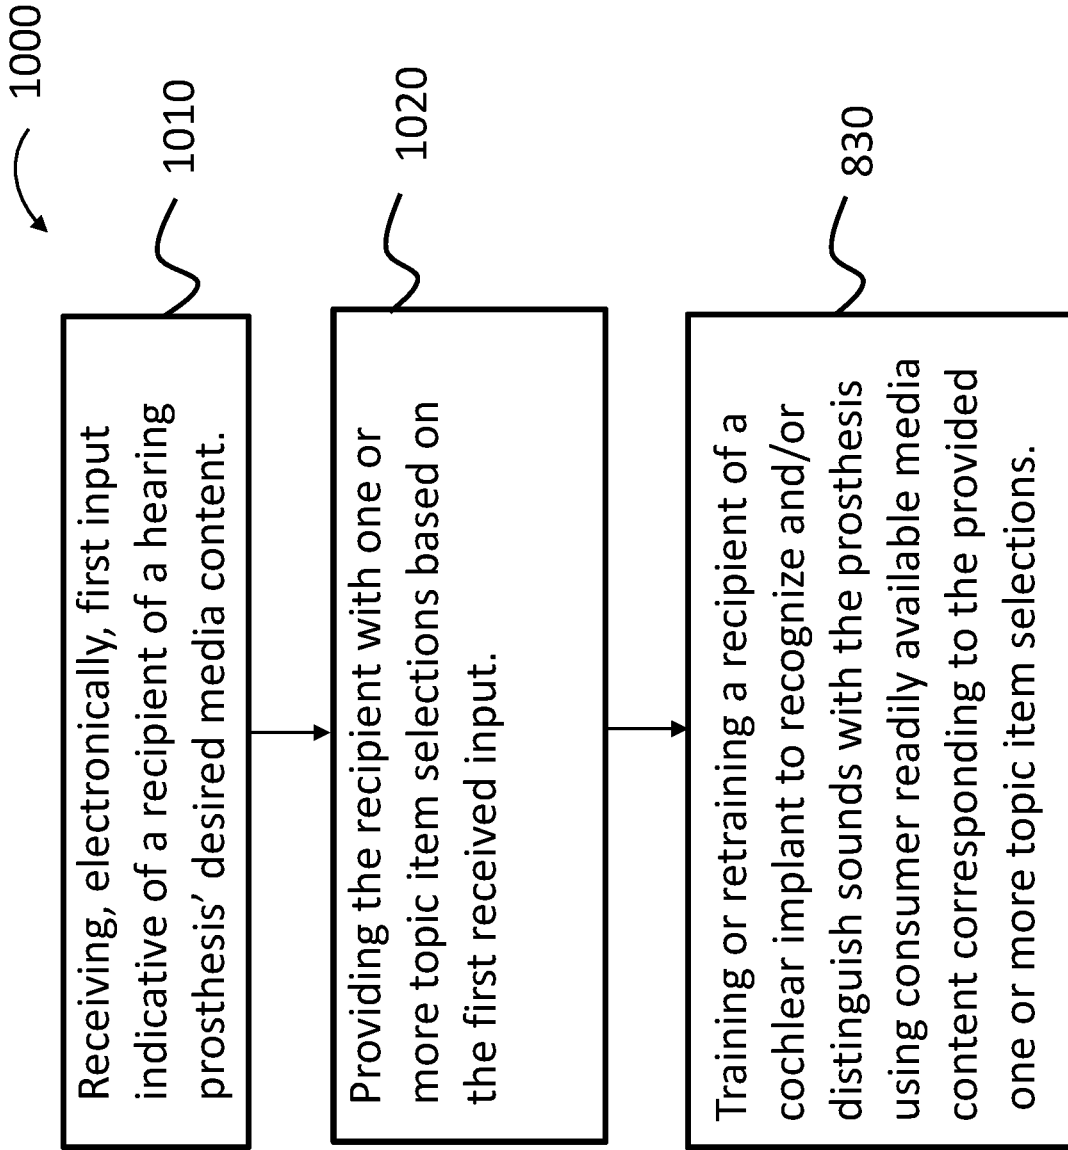 1000
Receiving, electronically, first input
indicative of a recipient of a hearing
prosthesis’ desired media content.
1010
Providing the recipient with one or
more topic item selections based on
the first received input.
1020
Training or retraining a recipient of a
cochlear implant to recognize and/or
distinguish sounds with the prosthesis
using consumer readily available media
content corresponding to the provided
one or more topic item selections.
830